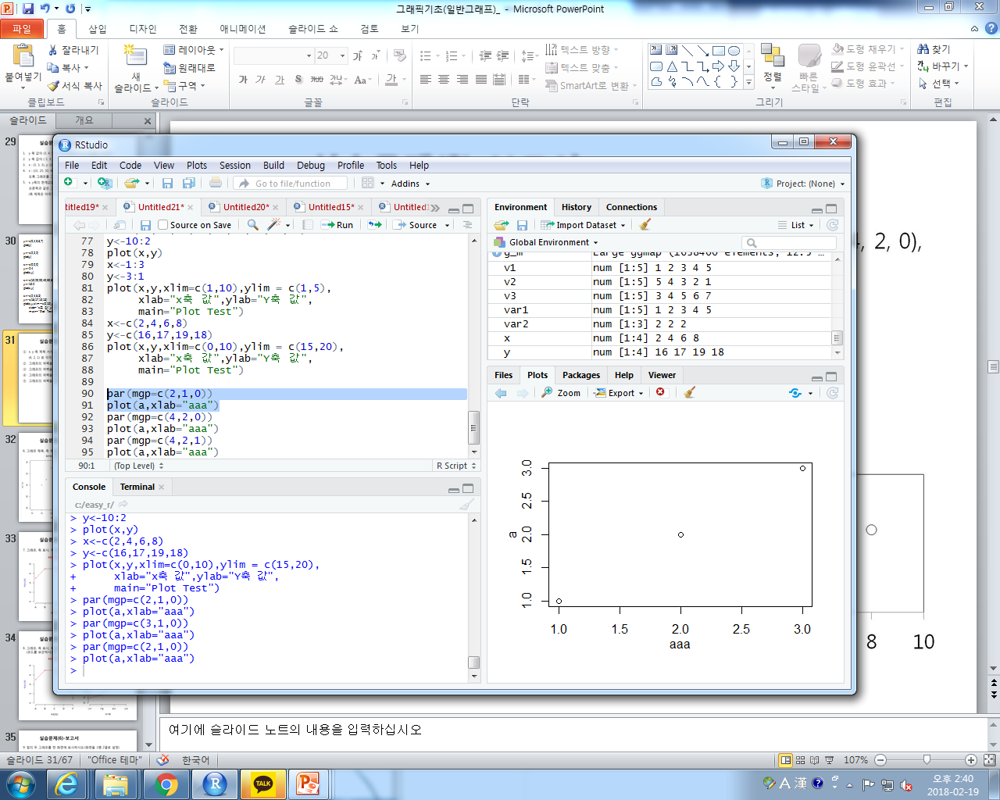 그래픽기초(일반그래프)_ - Microsoft PowerPoint
파일 홈 삽입 디자인 전환 애니메이션 슬라이드 쇼 검토 보기
붙여넣기 잘라내기 복사 서식 복사 클립보드
새 슬라이드 레이아웃 원래대로 구역 슬라이드
20 가 가 가 가 가 S 가나 Aa 가 글꼴
텍스트 방향 텍스트 맞춤 SmartArt로 변환 단락
정렬 빠른 스타일 도형 채우기 도형 윤곽선 도형 효과 그리기
찾기 바꾸기 선택 편집
슬라이드 개요
29
30
31
32
33
34
35
4, 2, 0),
8 10
RStudio
File Edit Code View Plots Session Build Debug Profile Tools Help
Go to file/function Addins Project: (None)
titled19* Untitled21* Untitled20* Untitled15* Untitled
Source on Save Run Source
77 y<-10:2
78 plot(x,y)
79 x<-1:3
80 y<-3:1
81 plot(x,y,xlim=c(1,10),ylim = c(1,5),
82 xlab="x축 값",ylab="Y축 값",
83 main="Plot Test")
84 x<-c(2,4,6,8)
85 y<-c(16,17,19,18)
86 plot(x,y,xlim=c(0,10),ylim = c(15,20),
87 xlab="x축 값",ylab="Y축 값",
88 main="Plot Test")
89
90 par(mgp=c(2,1,0))
91 plot(a,xlab="aaa")
92 par(mgp=c(4,2,0))
93 plot(a,xlab="aaa")
94 par(mgp=c(4,2,1))
95 plot(a,xlab="aaa")
90:1 (Top Level) R Script
Console Terminal
c:/easy_r/
> y<-10:2
> plot(x,y)
> x<-c(2,4,6,8)
> y<-c(16,17,19,18)
> plot(x,y,xlim=c(0,10),ylim = c(15,20),
+ xlab="x축 값",ylab="Y축 값",
+ main="Plot Test")
> par(mgp=c(2,1,0))
> plot(a,xlab="aaa")
> par(mgp=c(3,1,0))
> plot(a,xlab="aaa")
> par(mgp=c(2,1,0))
> plot(a,xlab="aaa")
>
Environment History Connections
Import Dataset List
Global Environment
g_m Large ggmap (1638400 elements, 12.5 …
v1 num [1:5] 1 2 3 4 5
v2 num [1:5] 5 4 3 2 1
v3 num [1:5] 3 4 5 6 7
var1 num [1:5] 1 2 3 4 5
var2 num [1:3] 2 2 2
x num [1:4] 2 4 6 8
y num [1:4] 16 17 19 18
Files Plots Packages Help Viewer
Zoom Export
3.0
2.5
2.0
1.5
1.0
a
1.0 1.5 2.0 2.5 3.0
aaa
여기에 슬라이드 노트의 내용을 입력하십시오
슬라이드 31/67 "Office 테마" 한국어 107%
TALK
A 漢
오후 2:40
2018-02-19